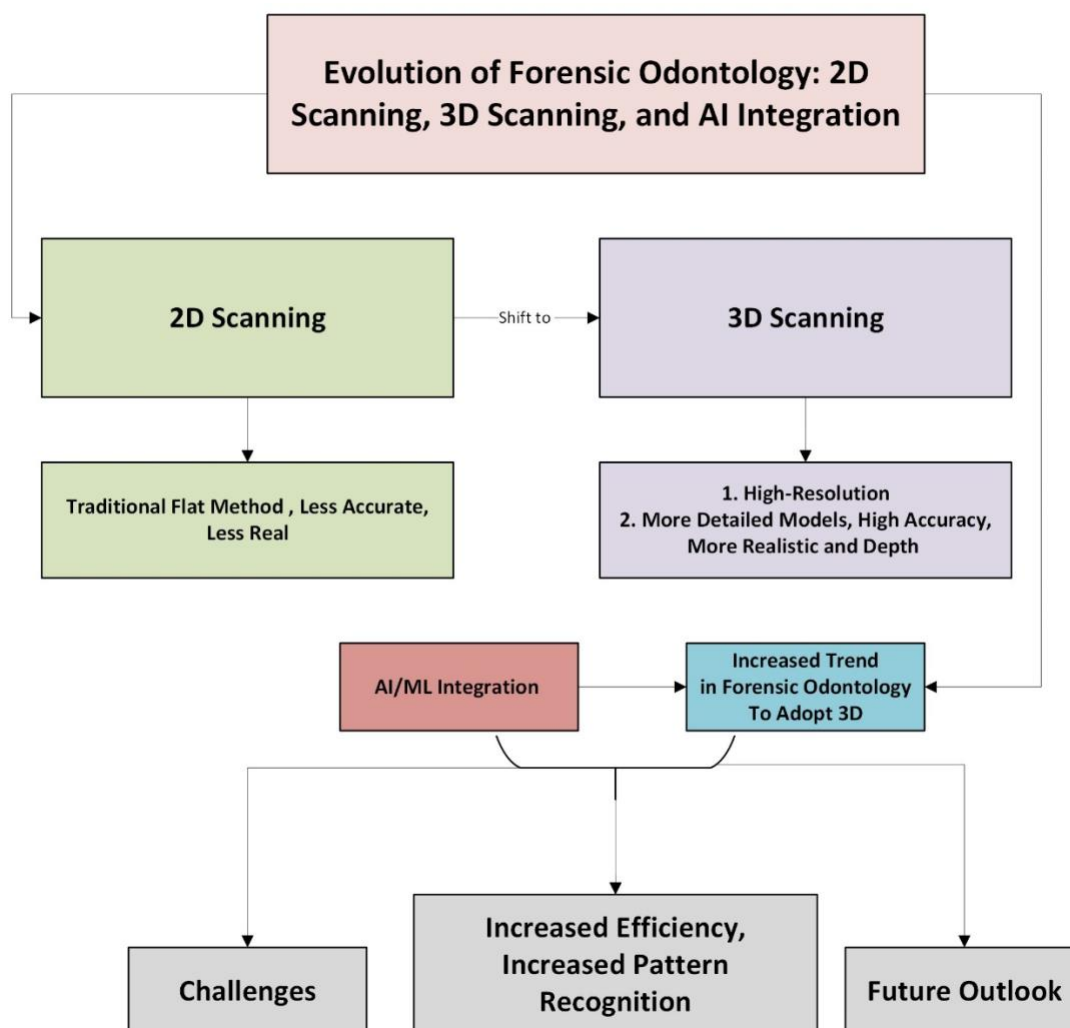 Evolution of Forensic Odontology: 2D
Scanning, 3D Scanning, and AI Integration
2D Scanning
Shift to
3D Scanning
Traditional Flat Method , Less Accurate,
Less Real
1. High-Resolution
2. More Detailed Models, High Accuracy,
More Realistic and Depth
AI/ML Integration
Increased Trend
in Forensic Odontology
To Adopt 3D
Challenges
Increased Efficiency,
Increased Pattern
Recognition
Future Outlook